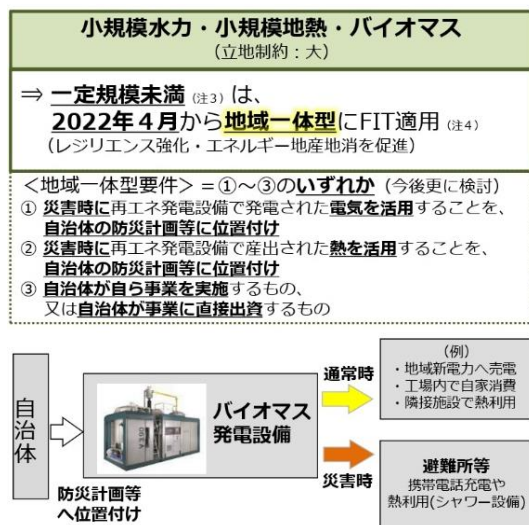 小規模水力・小規模地熱・バイオマス
(立地制約：大)
⇒ 一定規模未満 (注3) は、
2022年４月から地域一体型にFIT適用 (注4)
(レジリエンス強化・エネルギー地産地消を促進)
＜地域一体型要件＞ ＝①～③のいずれか (今後更に検討)
① 災害時に再エネ発電設備で発電された電気を活用することを、
自治体の防災計画等に位置付け
② 災害時に再エネ発電設備で産出された熱を活用することを、
自治体の防災計画等に位置付け
③ 自治体が自ら事業を実施するもの、
又は自治体が事業に直接出資するもの
自治体
防災計画等
へ位置付け
バイオマス
発電設備
通常時
(例)
・地域新電力へ売電
・工場内で自家消費
・隣接施設で熱利用
災害時
避難所等
携帯電話充電や
熱利用(シャワー設備)